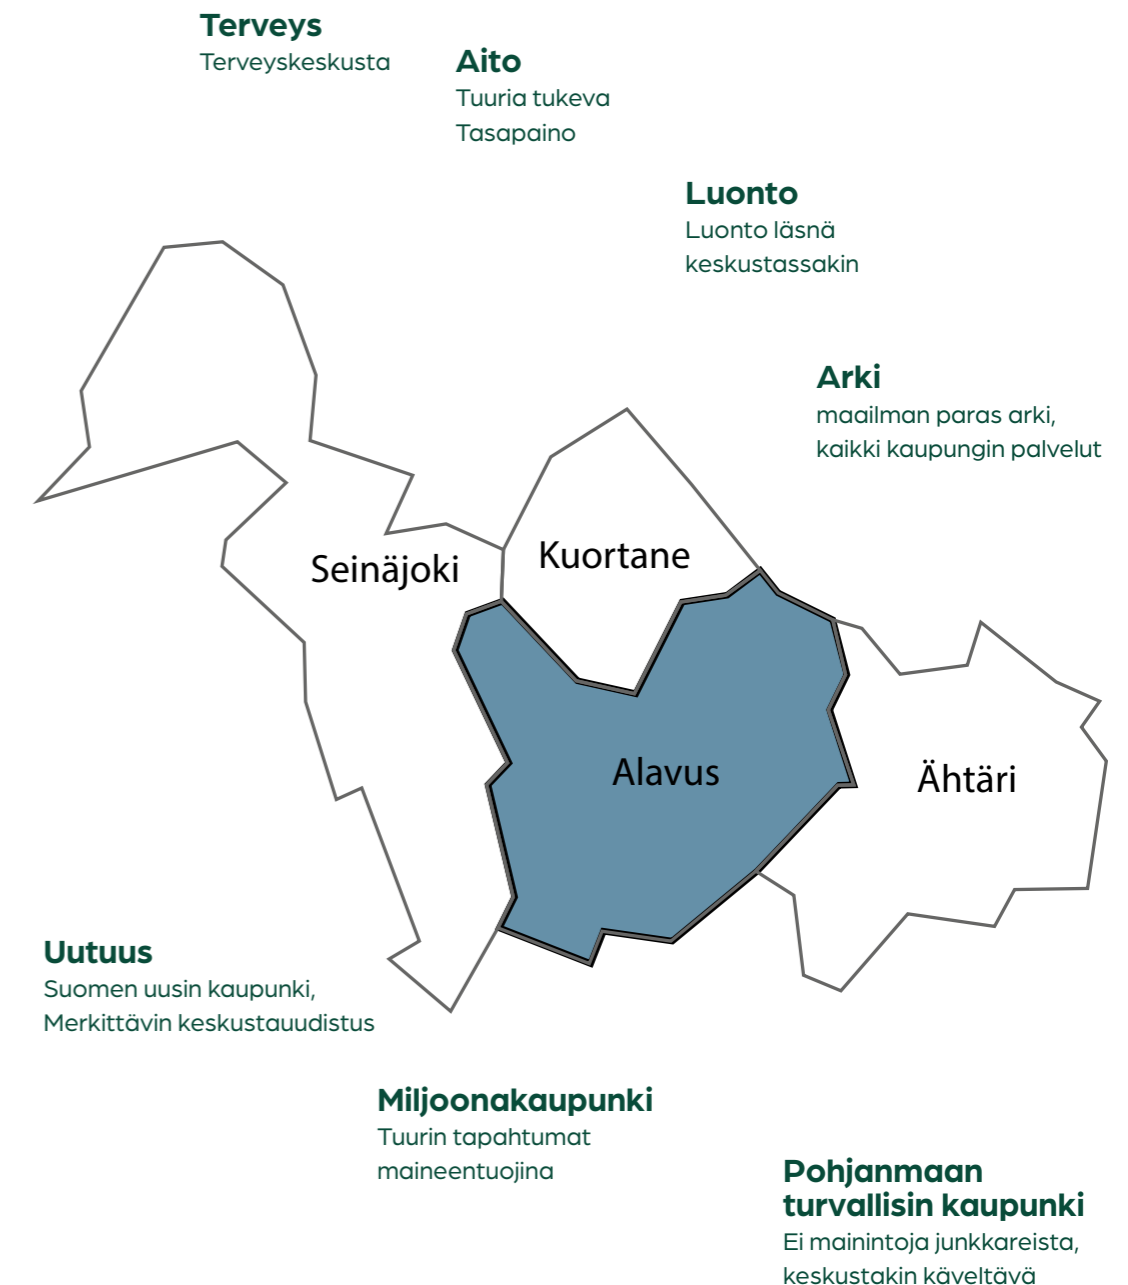 Terveys
Terveyskeskusta
Aito
Tuuria tukeva
Tasapaino
Luonto
Luonto läsnä
keskustassakin
Arki
maailman paras arki,
kaikki kaupungin palvelut
Seinäjoki
Kuortane
Alavus
Ähtäri
Uutuus
Suomen uusin kaupunki,
Merkittävin keskustauudistus
Miljoonakaupunki
Tuurin tapahtumat
maineentuojina
Pohjanmaan
turvallisin kaupunki
Ei mainintoja junkkareista,
keskustakin käveltävä